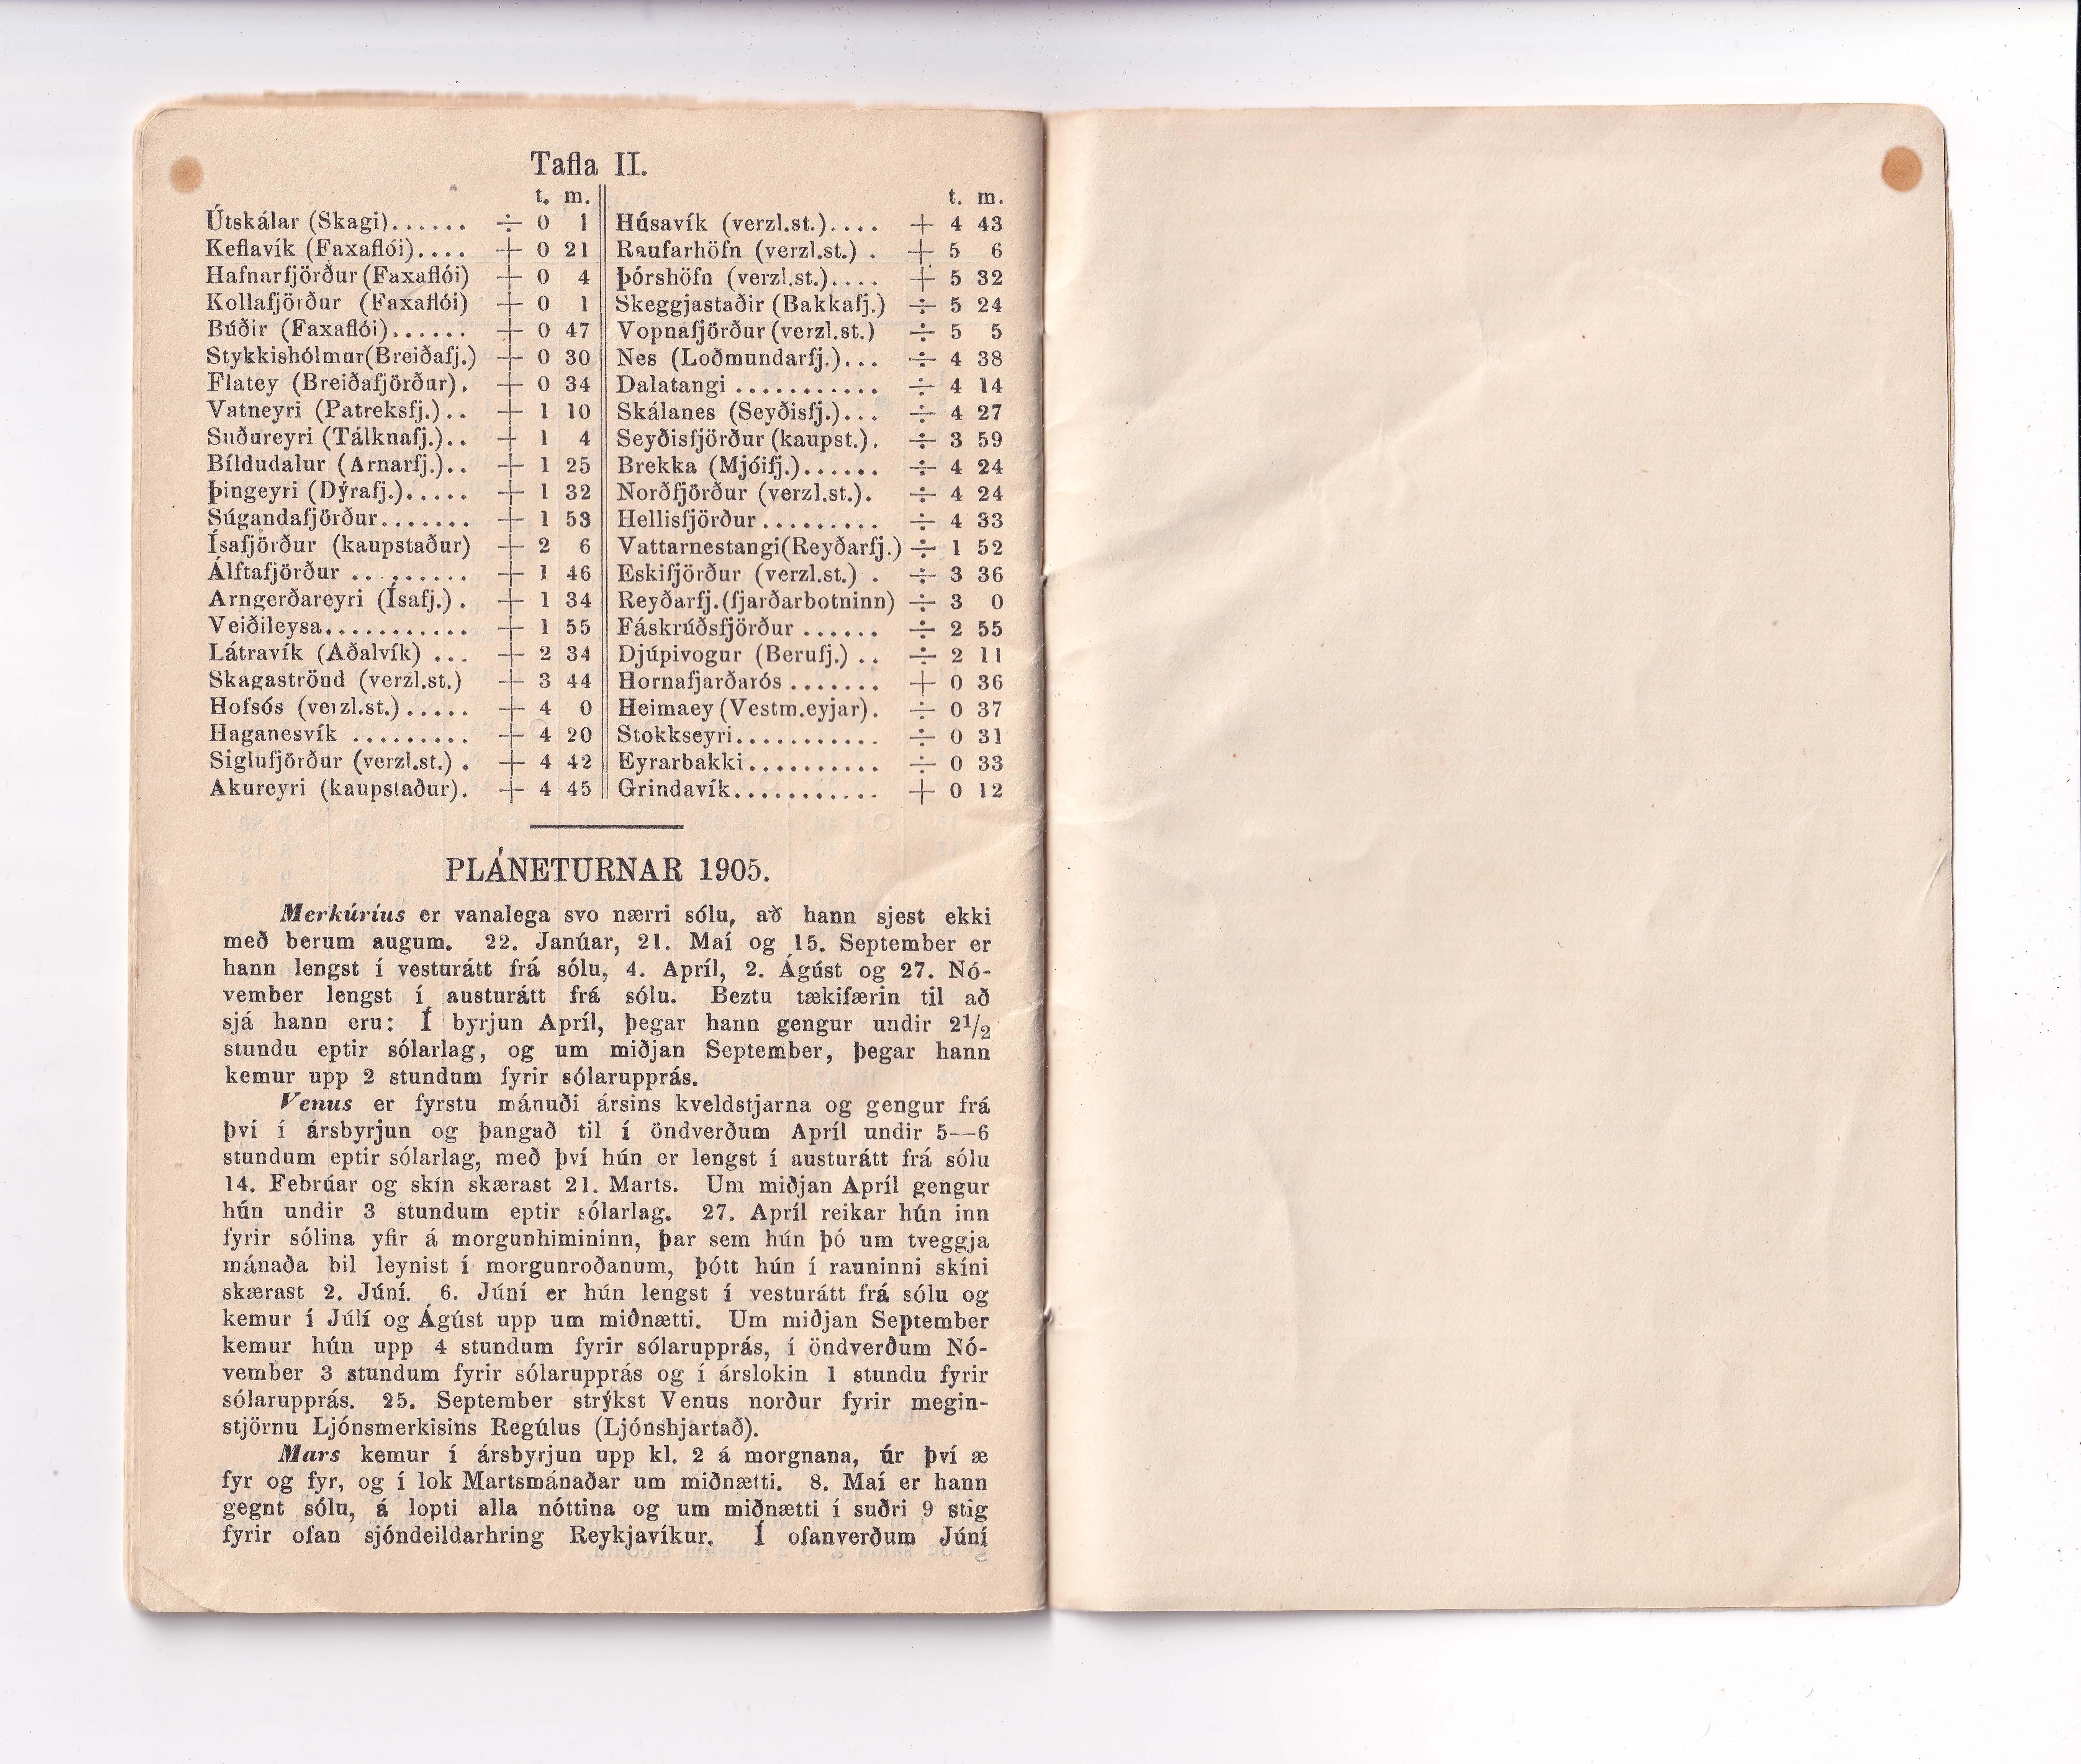 Tafla II.
t. m.
Útskálar (Skagi)...... ÷ 0 1
Keflavík (Faxaflói).... + 0 21
Hafnarfjörður (Faxaflói) + 0 4
Kollafjörður (Faxaflói) + 0 1
Búðir (Faxaflói)...... + 0 47
Stykkishólmur(Breiðafj.) + 0 30
Flatey (Breiðafjörður). + 0 34
Vatneyri (Patreksfj.).. + 1 10
Suðureyri (Tálknafj.).. + 1 4
Bíldudalur (Arnarfj.).. + 1 25
Þingeyri (Dýrafj.)..... + 1 32
Súgandafjörður....... + 1 53
Ísafjörður (kaupstaður) + 2 6
Álftafjörður ......... + 1 46
Arngerðareyri (Ísafj.) . + 1 34
Veiðileysa........... + 1 55
Látravík (Aðalvík) ... + 2 34
Skagaströnd (verzl.st.) + 3 44
Hofsós (verzl.st.)..... + 4 0
Haganesvík ......... + 4 20
Siglufjörður (verzl.st.) . + 4 42
Akureyri (kaupstaður). + 4 45
t. m.
Húsavík (verzl.st.).... + 4 43
Raufarhöfn (verzl.st.) . + 5 6
Þórshöfn (verzl.st.).... + 5 32
Skeggjastaðir (Bakkafj.) ÷ 5 24
Vopnafjörður (verzl.st.) ÷ 5 5
Nes (Loðmundarfj.)... ÷ 4 38
Dalatangi ........... ÷ 4 14
Skálanes (Seyðisfj.)... ÷ 4 27
Seyðisfjörður (kaupst.). ÷ 3 59
Brekka (Mjóifj.)...... ÷ 4 24
Norðfjörður (verzl.st.). ÷ 4 24
Hellisfjörður......... ÷ 4 33
Vattarnestangi(Reyðarfj.) ÷ 1 52
Eskifjörður (verzl.st.) . ÷ 3 36
Reyðarfj. (fjarðarbotninn) ÷ 3 0
Fáskrúðsfjörður ...... ÷ 2 55
Djúpivogur (Berufj.) .. ÷ 2 11
Hornafjarðarós ....... + 0 36
Heimaey (Vestm.eyjar). ÷ 0 37
Stokkseyri........... ÷ 0 31
Eyrarbakki.......... ÷ 0 33
Grindavík........... + 0 12
PLÁNETURNAR 1905.
Merkúríus er vanalega svo nærri sólu, að hann sjest ekki
með berum augum. 22. Janúar, 21. Maí og 15. September er
hann lengst í vesturátt frá sólu, 4. Apríl, 2. Ágúst og 27. Nó-
vember lengst í austurátt frá sólu. Beztu tækifærin til að
sjá hann eru: Í byrjun Apríl, þegar hann gengur undir 2½
stundu eptir sólarlag, og um miðjan September, þegar hann
kemur upp 2 stundum fyrir sólarupprás.
Venus er fyrstu mánuði ársins kveldstjarna og gengur frá
því í ársbyrjun og þangað til í öndverðum Apríl undir 5—6
stundum eptir sólarlag, með því hún er lengst í austurátt frá sólu
14. Febrúar og skín skærast 21. Marts. Um miðjan Apríl gengur
hún undir 3 stundum eptir sólarlag. 27. Apríl reikar hún inn
fyrir sólina yfir á morgunhimininn, þar sem hún þó um tveggja
mánaða bil leynist í morgunroðanum, þótt hún í rauninni skíni
skærast 2. Júní. 6. Júní er hún lengst í vesturátt frá sólu og
kemur í Júlí og Ágúst upp um miðnætti. Um miðjan September
kemur hún upp 4 stundum fyrir sólarupprás, í öndverðum Nó-
vember 3 stundum fyrir sólarupprás og í árslokin 1 stundu fyrir
sólarupprás. 25. September strýkst Venus norður fyrir megin-
stjörnu Ljónsmerkisins Regúlus (Ljónshjartað).
Mars kemur í ársbyrjun upp kl. 2 á morgnana, úr því æ
fyr og fyr, og í lok Martsmánaðar um miðnætti. 8. Maí er hann
gegnt sólu, á lopti alla nóttina og um miðnætti í suðri 9 stig
fyrir ofan sjóndeildarhring Reykjavíkur. Í ofanverðum Júní